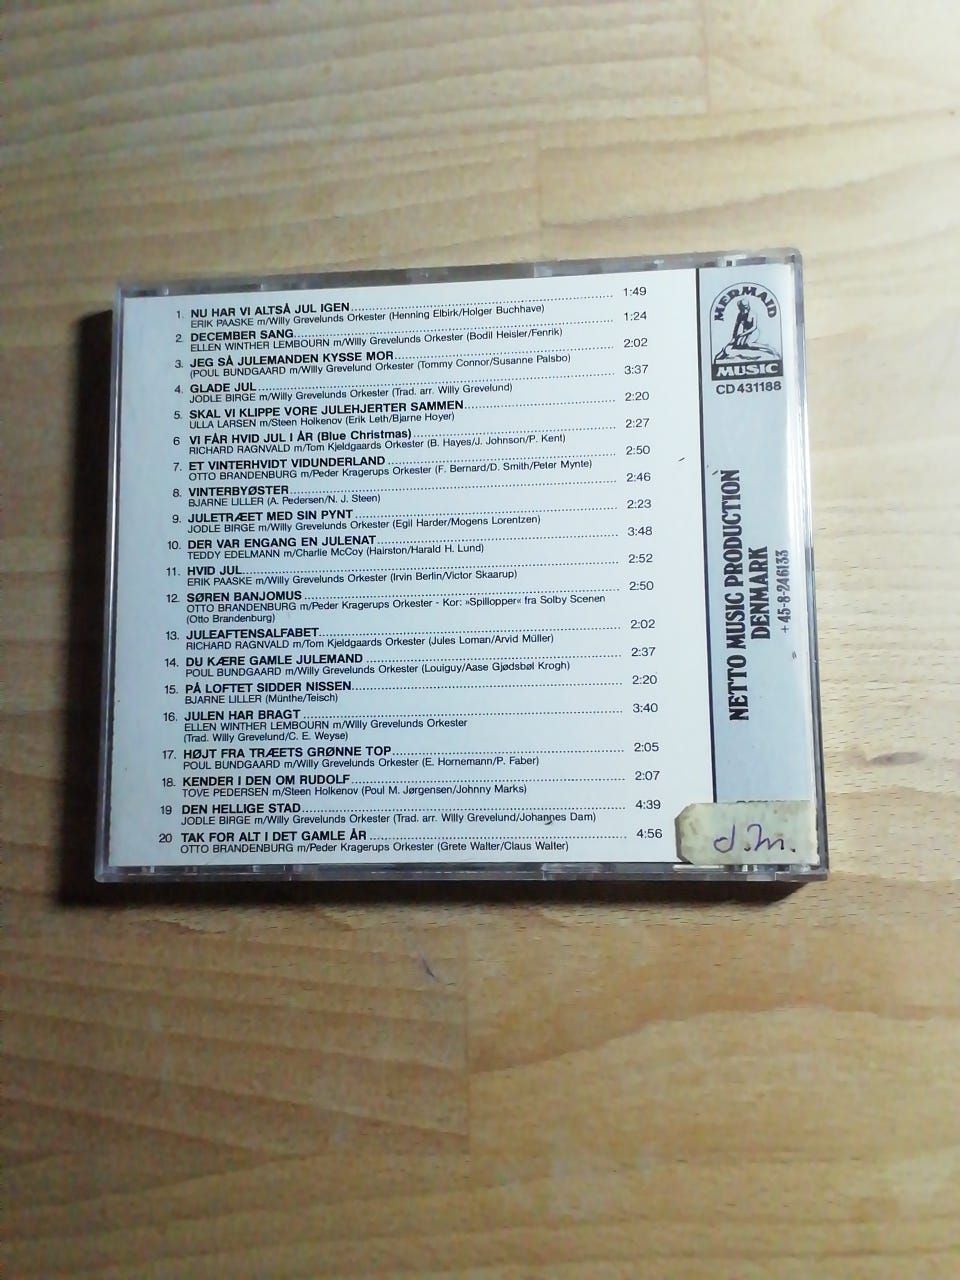 1. NU HAR VI ALTSÅ JUL IGEN 1:49
ERIK PAASKE m/Willy Grevelunds Orkester (Henning Elbirk/Holger Buchhave)
2. DECEMBER SANG 1:24
ELLEN WINTHER LEMBOURN m/Willy Grevelunds Orkester (Bodil Heisler/Fenrik)
3. JEG SÅ JULEMANDEN KYSSE MOR 2:02
(POUL BUNDGAARD m/Willy Grevelund Orkester (Tommy Connor/Susanne Palsbo)
4. GLADE JUL 3:37
JODLE BIRGE m/Willy Grevelunds Orkester (Trad. arr. Willy Grevelund)
5. SKAL VI KLIPPE VORE JULEHJERTER SAMMEN 2:20
ULLA LARSEN m/Steen Holkenov (Erik Leth/Bjarne Hoyer)
6 VI FÅR HVID JUL I ÅR (Blue Christmas) 2:27
RICHARD RAGNVALD m/Tom Kjeldgaards Orkester (B. Hayes/J. Johnson/P. Kent)
7. ET VINTERHVIDT VIDUNDERLAND 2:50
OTTO BRANDENBURG m/Peder Kragerups Orkester (F. Bernard/D. Smith/Peter Mynte)
8. VINTERBYØSTER 2:46
BJARNE LILLER (A. Pedersen/N. J. Steen)
9. JULETRÆET MED SIN PYNT 2:23
JODLE BIRGE m/Willy Grevelunds Orkester (Egil Harder/Mogens Lorentzen)
10. DER VAR ENGANG EN JULENAT 3:48
TEDDY EDELMANN m/Charlie McCoy (Hairston/Harald H. Lund)
11. HVID JUL 2:52
ERIK PAASKE m/Willy Grevelunds Orkester (Irvin Berlin/Victor Skaarup)
12. SØREN BANJOMUS 2:50
OTTO BRANDENBURG m/Peder Kragerups Orkester - Kor: »Spillopper« fra Solby Scenen
(Otto Brandenburg)
13. JULEAFTENSALFABET 2:02
RICHARD RAGNVALD m/Tom Kjeldgaards Orkester (Jules Loman/Arvid Müller)
14. DU KÆRE GAMLE JULEMAND 2:37
POUL BUNDGAARD m/Willy Grevelunds Orkester (Louiguy/Aase Gjødsbøl Krogh)
15. PÅ LOFTET SIDDER NISSEN 2:20
BJARNE LILLER (Münthe/Teisch)
16. JULEN HAR BRAGT 3:40
ELLEN WINTHER LEMBOURN m/Willy Grevelunds Orkester
(Trad. Willy Grevelund/C. E. Weyse)
17. HØJT FRA TRÆETS GRØNNE TOP 2:05
POUL BUNDGAARD m/Willy Grevelunds Orkester (E. Hornemann/P. Faber)
18. KENDER I DEN OM RUDOLF 2:07
TOVE PEDERSEN m/Steen Holkenov (Poul M. Jørgensen/Johnny Marks)
19 DEN HELLIGE STAD 4:39
JODLE BIRGE m/Willy Grevelunds Orkester (Trad. arr. Willy Grevelund/Johannes Dam)
20 TAK FOR ALT I DET GAMLE ÅR 4:56
OTTO BRANDENBURG m/Peder Kragerups Orkester (Grete Walter/Claus Walter)
MERMAID
MUSIC
CD 431188
NETTO MUSIC PRODUCTION
DENMARK
+45-8-246133
d.m.